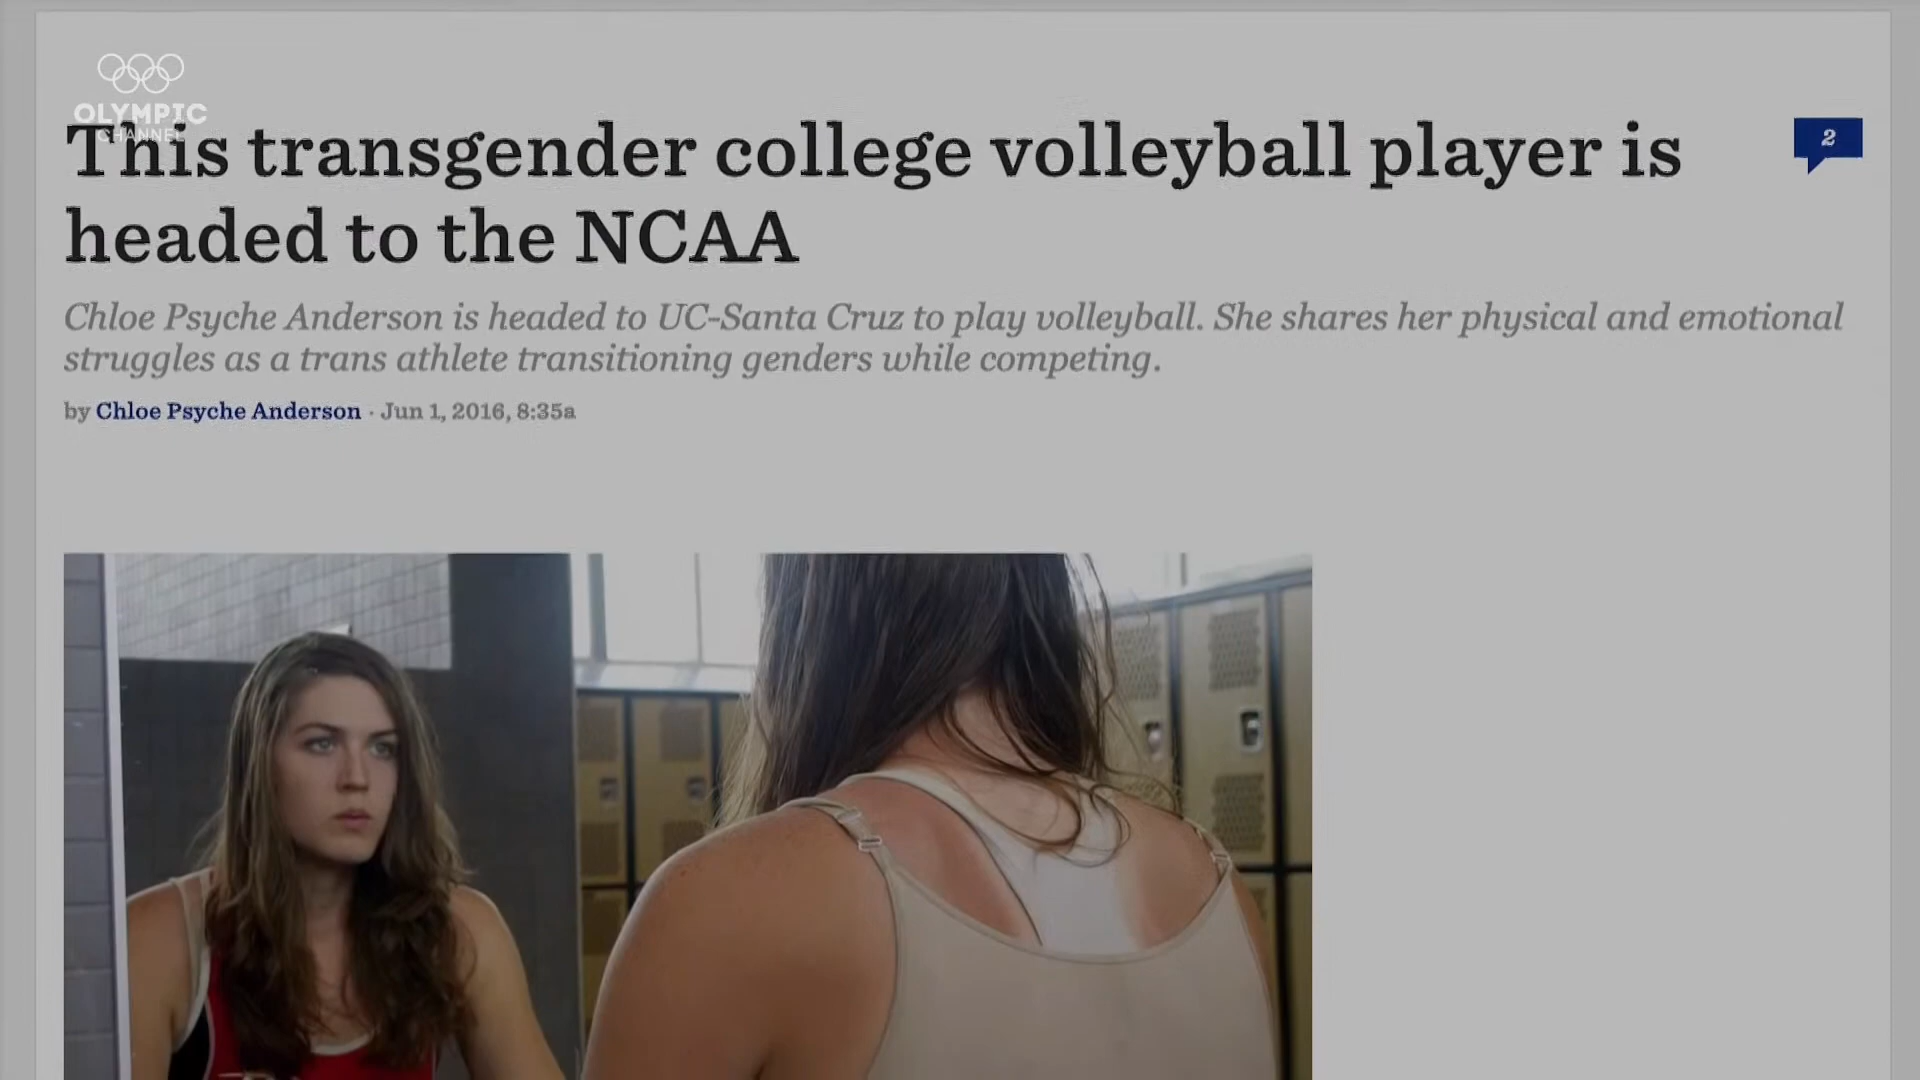 OLYMPIC
CHANNEL
This transgender college volleyball player is
headed to the NCAA
2
Chloe Psyche Anderson is headed to UC-Santa Cruz to play volleyball. She shares her physical and emotional
struggles as a trans athlete transitioning genders while competing.
by Chloe Psyche Anderson · Jun 1, 2016, 8:35a